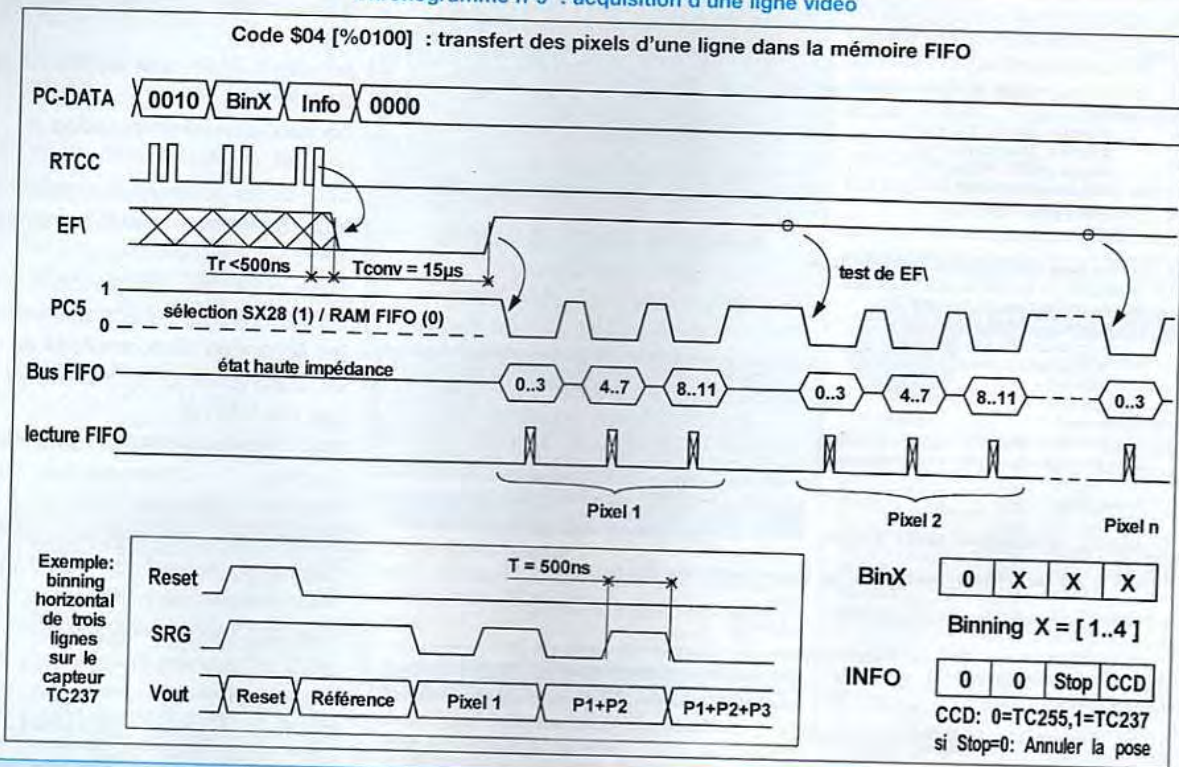 : acquisition d'une ligne vidéo
Code $04 [%0100] : transfert des pixels d'une ligne dans la mémoire FIFO
PC-DATA 0010 BinX Info 0000
RTCC
EF\
Tr <500ns Tconv = 15µs
test de EF\
PC5 1 0
sélection SX28 (1) / RAM FIFO (0)
Bus FIFO état haute impédance 0..3 4..7 8..11 0..3 4..7 8..11 0..3
lecture FIFO
Pixel 1 Pixel 2 Pixel n
Exemple:
binning
horizontal
de trois
lignes
sur le
capteur
TC237
Reset T = 500ns
SRG
Vout Reset Référence Pixel 1 P1+P2 P1+P2+P3
BinX 0 X X X
Binning X = [1..4]
INFO 0 0 Stop CCD
CCD: 0=TC255,1=TC237
si Stop=0: Annuler la pose